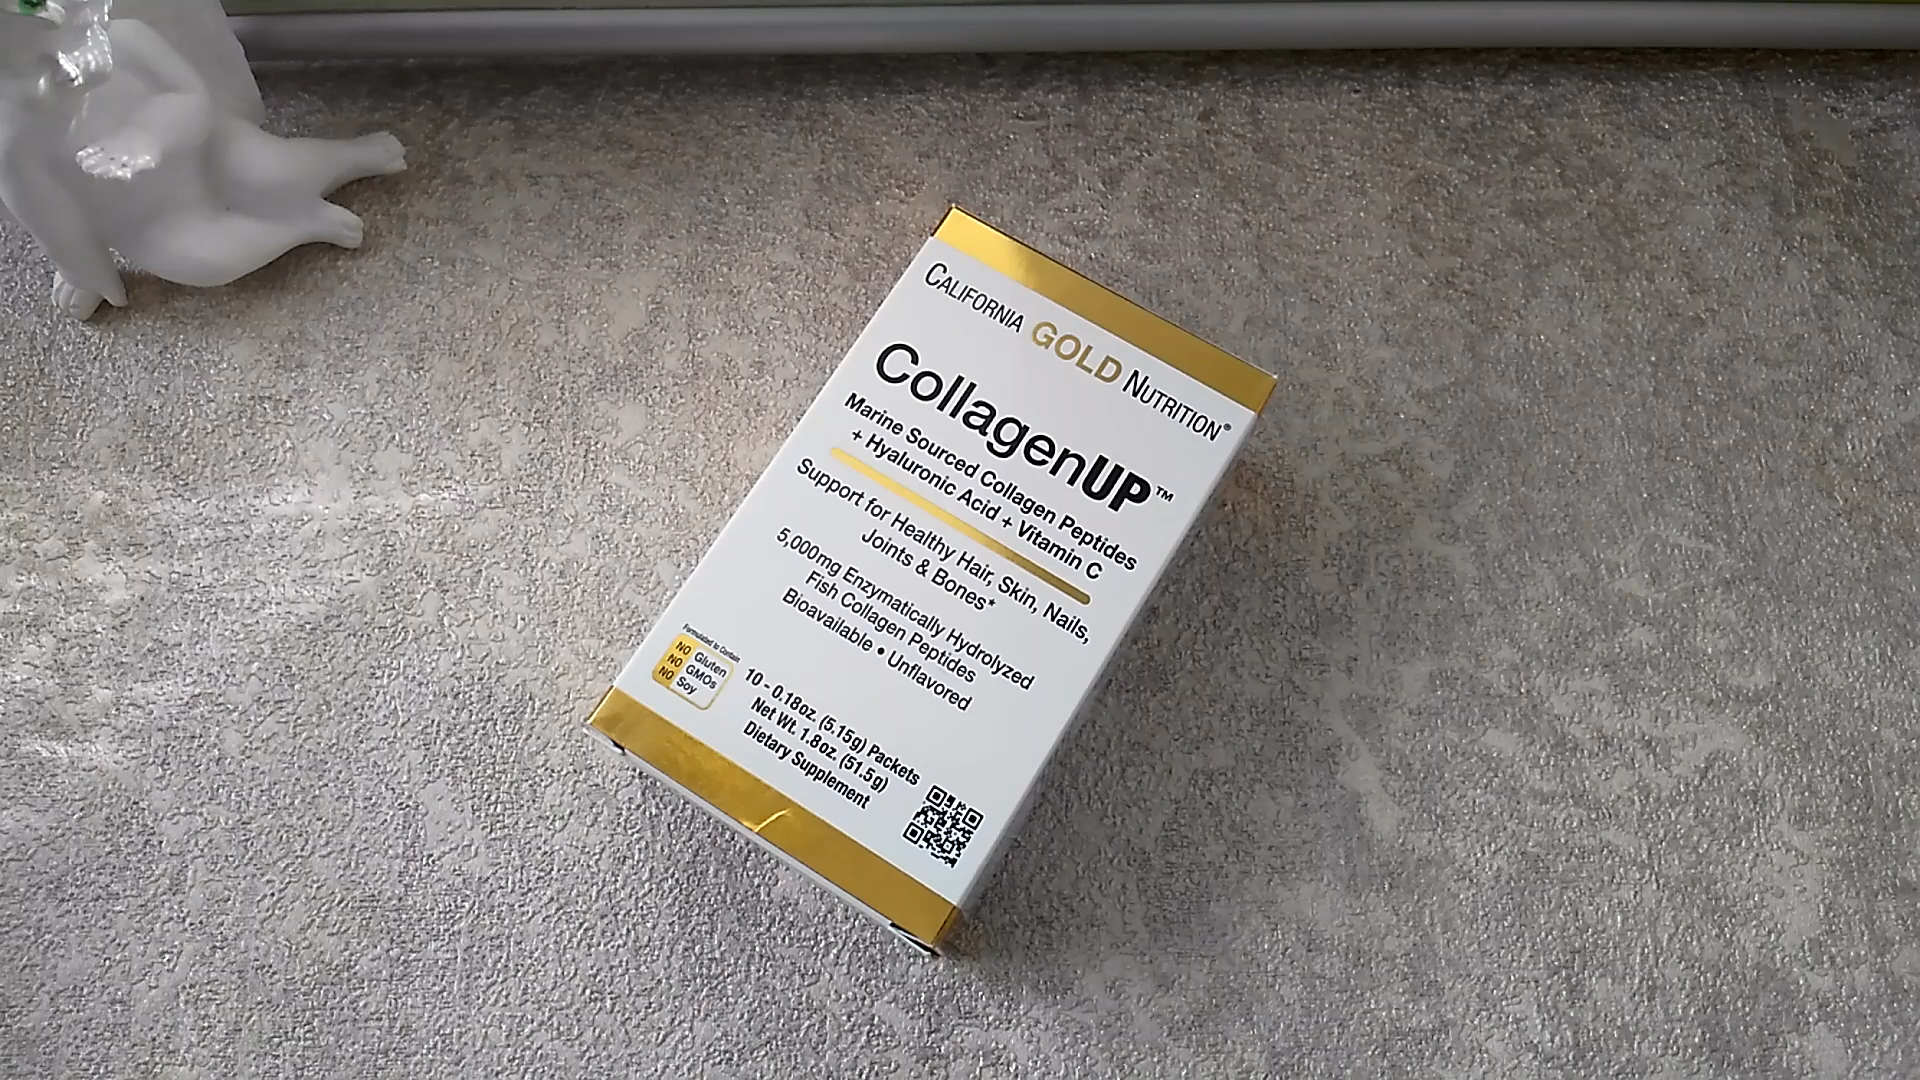 CALIFORNIA GOLD NUTRITION®
CollagenUP™
Marine Sourced Collagen Peptides
+ Hyaluronic Acid + Vitamin C
Support for Healthy Hair, Skin, Nails,
Joints & Bones*
5,000mg Enzymatically Hydrolyzed
Fish Collagen Peptides
Bioavailable • Unflavored
Formulated to Contain
NO Gluten
NO GMOs
NO Soy
10 - 0.18oz. (5.15g) Packets
Net Wt. 1.8oz. (51.5g)
Dietary Supplement